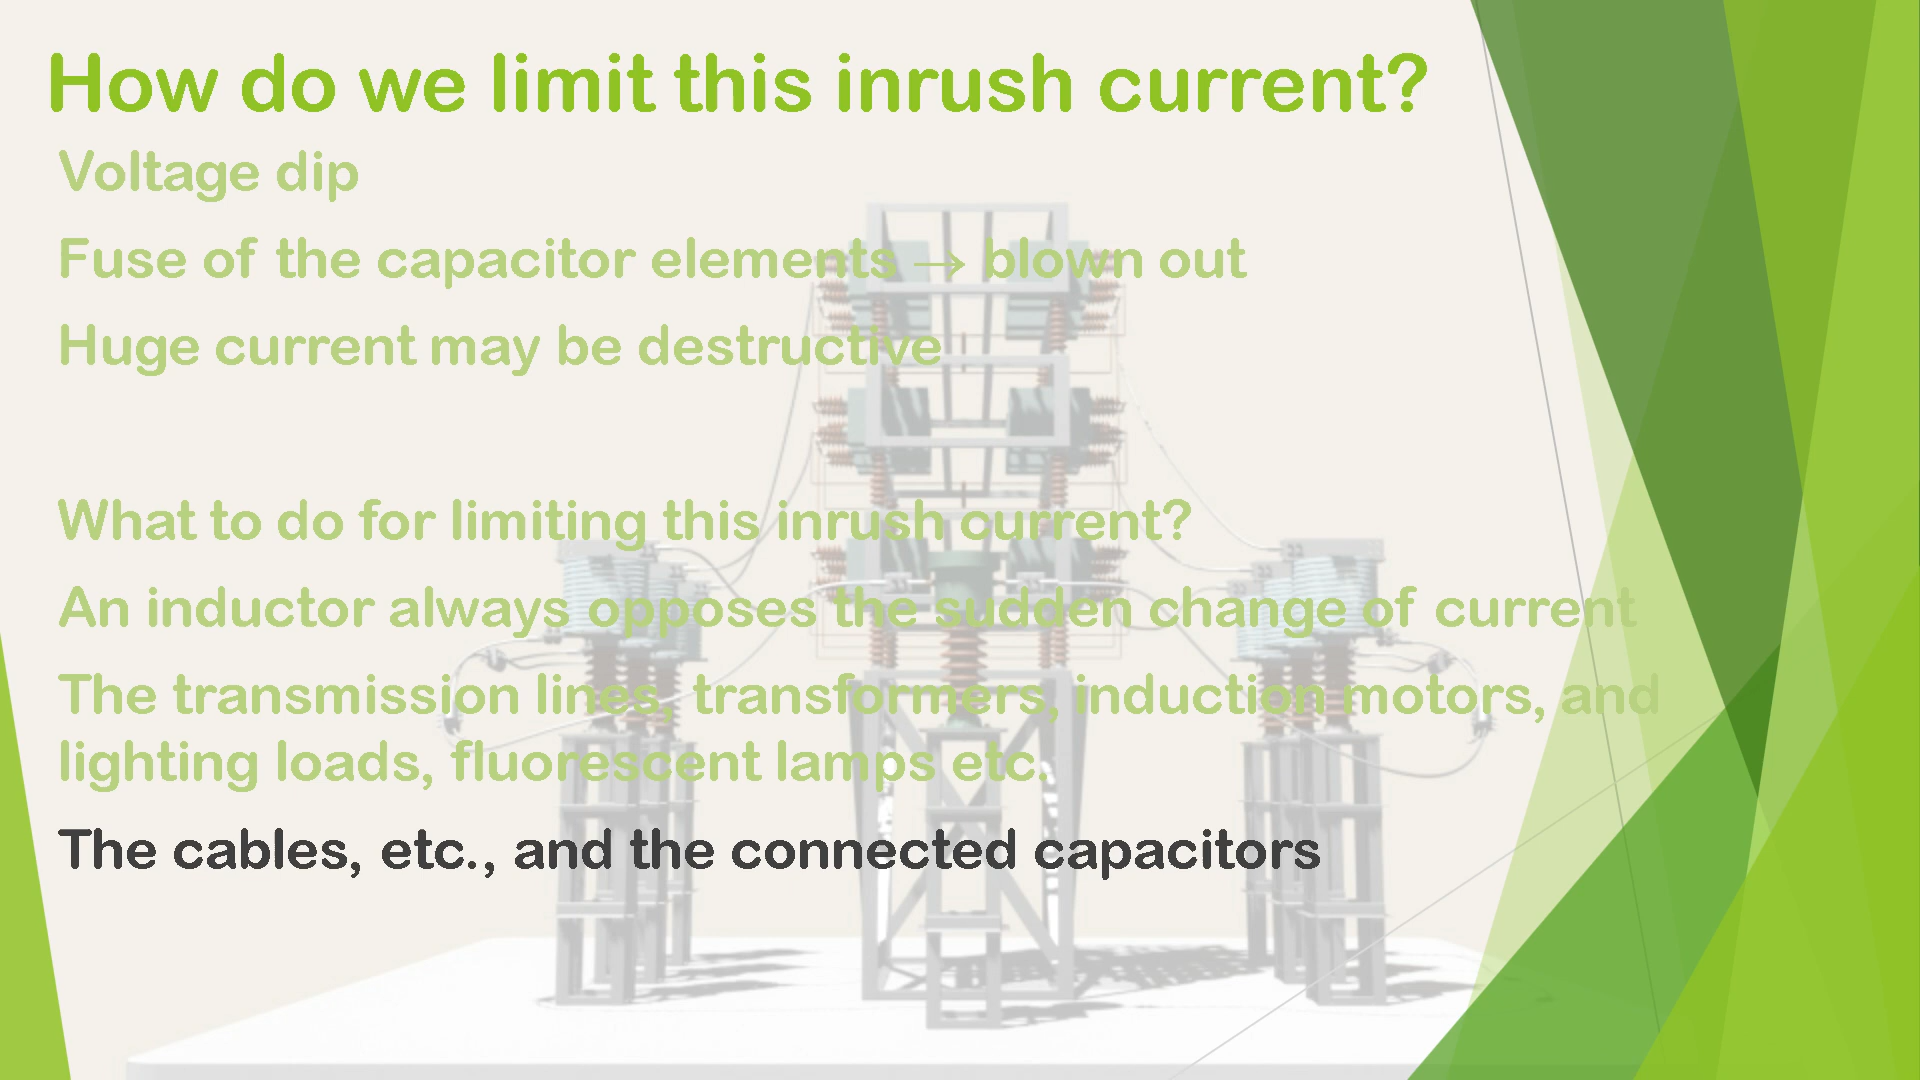 How do we limit this inrush current?
Voltage dip
Fuse of the capacitor elements → blown out
Huge current may be destructive
What to do for limiting this inrush current?
An inductor always opposes the sudden change of current
The transmission lines, transformers, induction motors, and
lighting loads, fluorescent lamps etc.
The cables, etc., and the connected capacitors